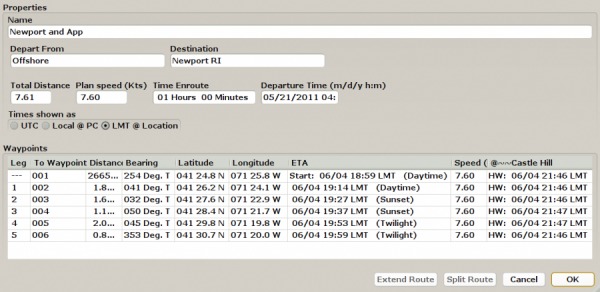 Properties
Name
Newport and App
Depart From Destination
Offshore Newport RI
Total Distance Plan speed (Kts) Time Enroute Departure Time (m/d/y h:m)
7.61 7.60 01 Hours 00 Minutes 05/21/2011 04:
Times shown as
UTC Local @ PC LMT @ Location
Waypoints
Leg To Waypoint Distance Bearing Latitude Longitude ETA Speed ( @~~Castle Hill
--- 001 2665... 254 Deg. T 041 24.8 N 071 25.8 W Start: 06/04 18:59 LMT (Daytime) 7.60 HW: 06/04 21:46 LMT
1 002 1.8... 041 Deg. T 041 26.2 N 071 24.1 W 06/04 19:14 LMT (Daytime) 7.60 HW: 06/04 21:46 LMT
2 003 1.6... 032 Deg. T 041 27.6 N 071 22.9 W 06/04 19:27 LMT (Sunset) 7.60 HW: 06/04 21:46 LMT
3 004 1.1... 050 Deg. T 041 28.4 N 071 21.7 W 06/04 19:37 LMT (Sunset) 7.60 HW: 06/04 21:47 LMT
4 005 2.0... 045 Deg. T 041 29.8 N 071 19.8 W 06/04 19:53 LMT (Twilight) 7.60 HW: 06/04 21:47 LMT
5 006 0.8... 353 Deg. T 041 30.7 N 071 20.0 W 06/04 19:59 LMT (Twilight) 7.60 HW: 06/04 21:46 LMT
Extend Route Split Route Cancel OK